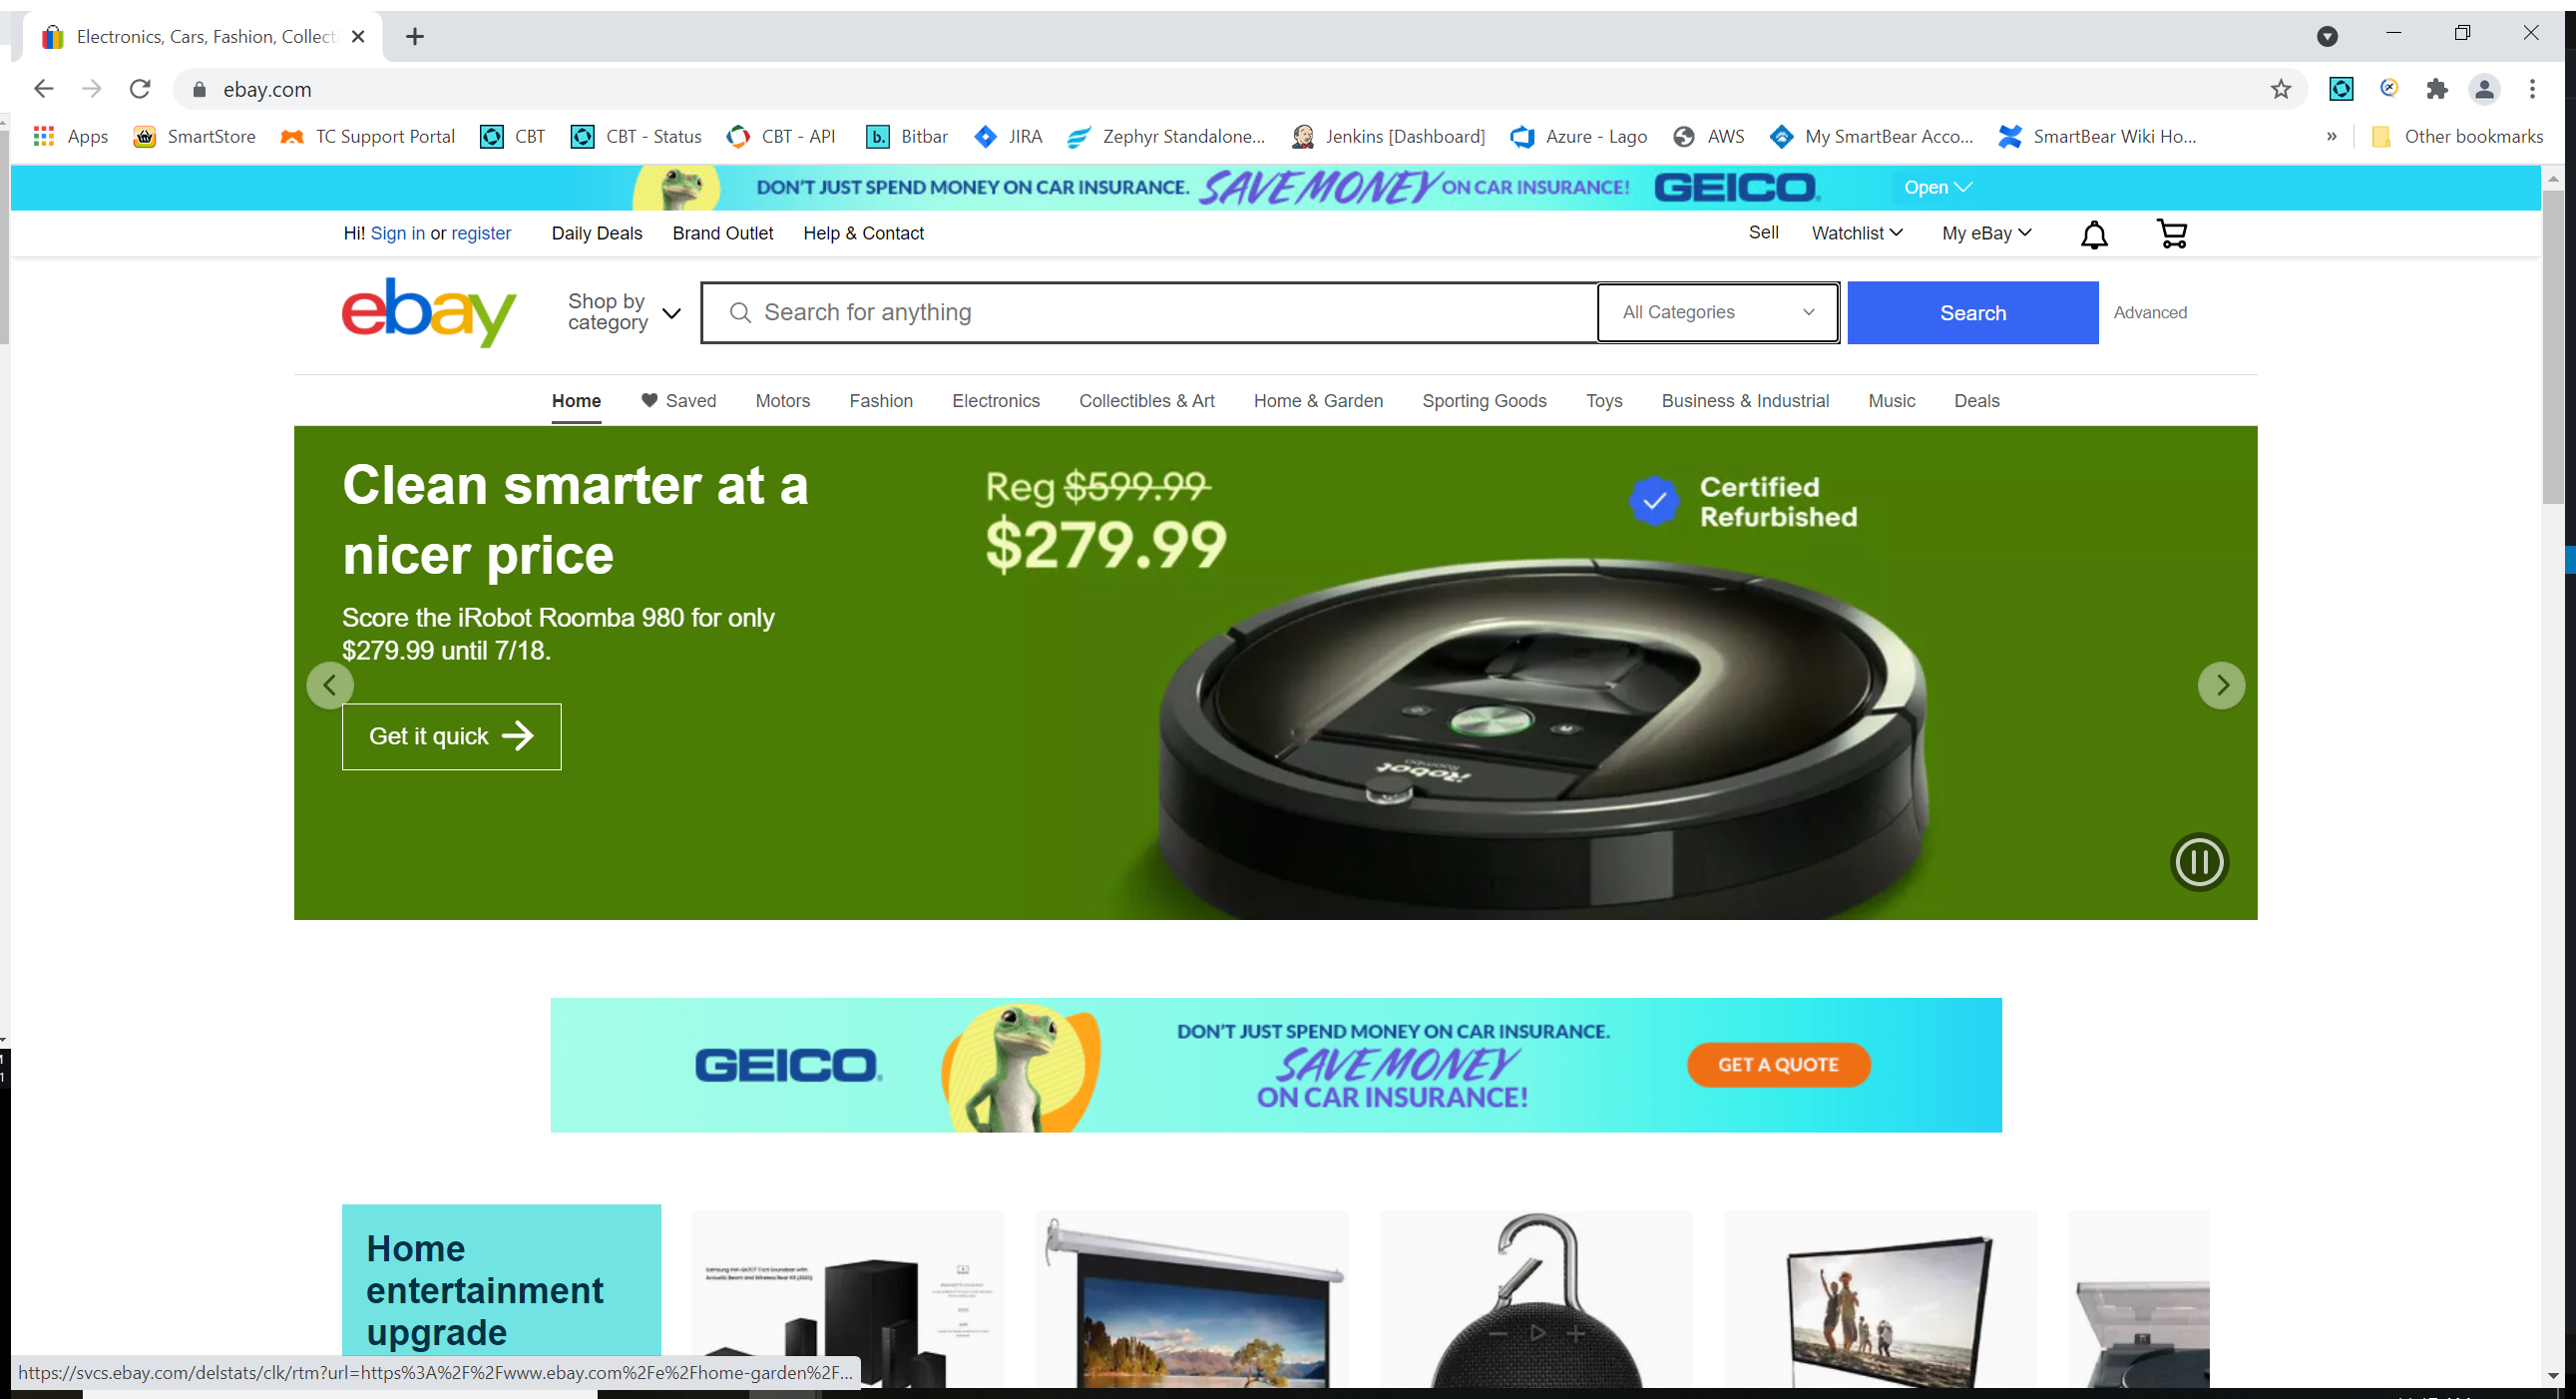 Electronics, Cars, Fashion, Collecti
ebay.com
Apps SmartStore TC Support Portal CBT CBT - Status CBT - API b. Bitbar JIRA Zephyr Standalone... Jenkins [Dashboard] Azure - Lago AWS My SmartBear Acco... SmartBear Wiki Ho... » Other bookmarks
DON'T JUST SPEND MONEY ON CAR INSURANCE. SAVE MONEY ON CAR INSURANCE! GEICO. Open
Hi! Sign in or register Daily Deals Brand Outlet Help & Contact Sell Watchlist My eBay
ebay
Shop by
category
Search for anything All Categories Search Advanced
Home Saved Motors Fashion Electronics Collectibles & Art Home & Garden Sporting Goods Toys Business & Industrial Music Deals
Clean smarter at a
nicer price
Score the iRobot Roomba 980 for only
$279.99 until 7/18.
Get it quick
Reg $599.99
$279.99
Certified
Refurbished
iRobot
Roomba
GEICO.
DON'T JUST SPEND MONEY ON CAR INSURANCE.
SAVE MONEY
ON CAR INSURANCE!
GET A QUOTE
Home
entertainment
upgrade
https://svcs.ebay.com/delstats/clk/rtm?url=https%3A%2F%2Fwww.ebay.com%2Fe%2Fhome-garden%2F...